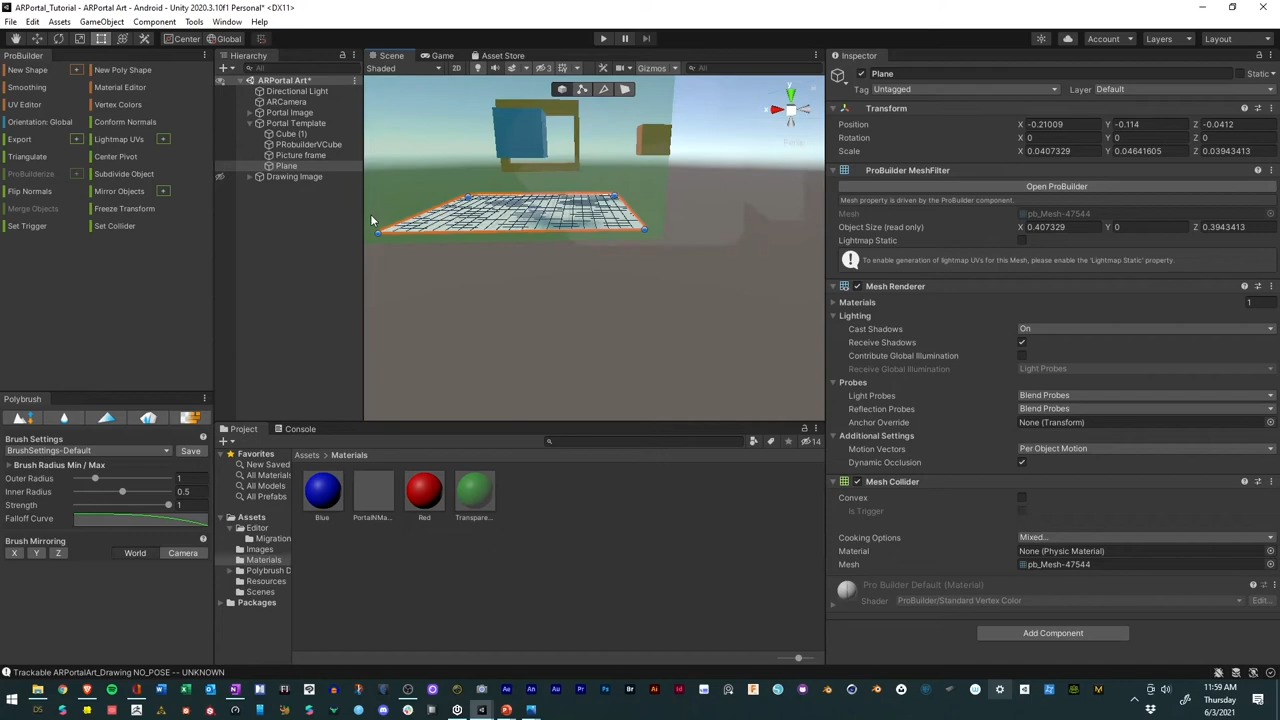 ARPortal_Tutorial - ARPortal Art - Android - Unity 2020.3.10f1 Personal* <DX11>
File Edit Assets GameObject Component Tools Window Help
Center Global Account Layers Layout
ProBuilder
New Shape New Poly Shape
Smoothing Material Editor
UV Editor Vertex Colors
Orientation: Global Conform Normals
Export Lightmap UVs
Triangulate Center Pivot
ProBuilderize Subdivide Object
Flip Normals Mirror Objects
Merge Objects Freeze Transform
Set Trigger Set Collider
Polybrush
Brush Settings
BrushSettings-Default Save
Brush Radius Min / Max
Outer Radius 1
Inner Radius 0.5
Strength 1
Falloff Curve
Brush Mirroring
X Y Z World Camera
Hierarchy
All
ARPortal Art*
Directional Light
ARCamera
Portal Image
Portal Template
Cube (1)
PRobuilderVCube
Picture frame
Plane
Drawing Image
Scene Game Asset Store
Shaded 2D 3 Gizmos All
y
x
Persp
Project Console
14
Favorites
New Saved
All Materials
All Models
All Prefabs
Assets
Editor
Migration
Images
Materials
Polybrush D
Resources
Scenes
Packages
Assets > Materials
Blue PortalNMa... Red Transpare...
Inspector
Plane Static
Tag Untagged Layer Default
Transform
Position X -0.21009 Y -0.114 Z -0.0412
Rotation X 0 Y 0 Z 0
Scale X 0.0407329 Y 0.04641605 Z 0.03943413
ProBuilder MeshFilter
Open ProBuilder
Mesh property is driven by the ProBuilder component.
Mesh pb_Mesh-47544
Object Size (read only) X 0.407329 Y 0 Z 0.3943413
Lightmap Static
To enable generation of lightmap UVs for this Mesh, please enable the 'Lightmap Static' property.
Mesh Renderer
Materials 1
Lighting
Cast Shadows On
Receive Shadows
Contribute Global Illumination
Receive Global Illumination Light Probes
Probes
Light Probes Blend Probes
Reflection Probes Blend Probes
Anchor Override None (Transform)
Additional Settings
Motion Vectors Per Object Motion
Dynamic Occlusion
Mesh Collider
Convex
Is Trigger
Cooking Options Mixed...
Material None (Physic Material)
Mesh pb_Mesh-47544
Pro Builder Default (Material)
Shader ProBuilder/Standard Vertex Color Edit...
Add Component
Trackable ARPortalArt_Drawing NO_POSE -- UNKNOWN
11:59 AM
Thursday
6/3/2021